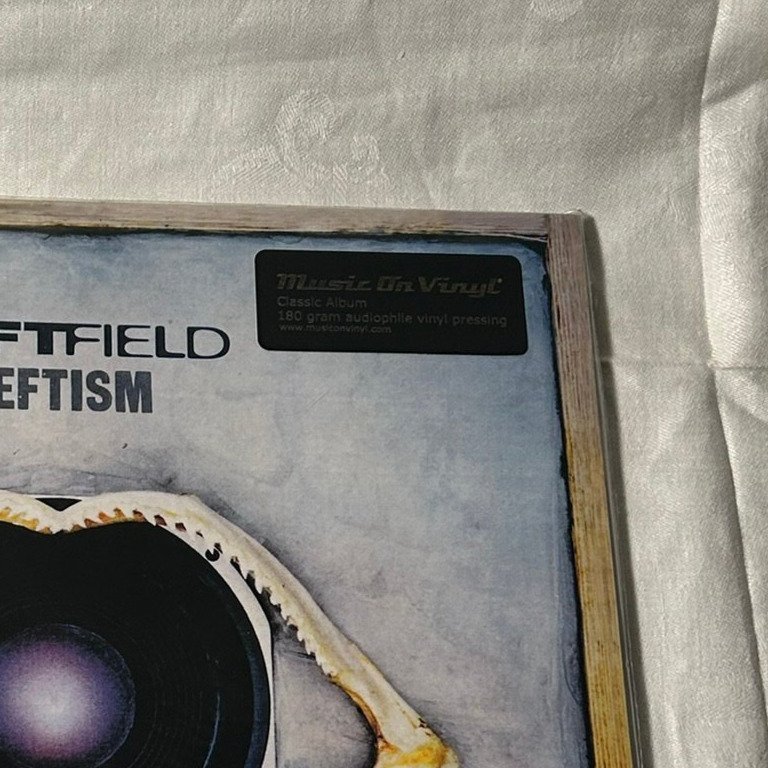 FTFIELD
EFTISM
Music On Vinyl
Classic Album
180 gram audiophile vinyl pressing
www.musiconvinyl.com